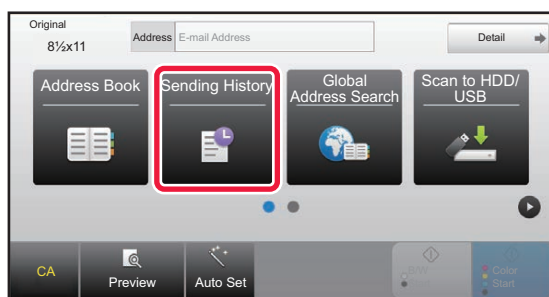 Original
8½x11
Address
E-mail Address
Detail
Address Book
Sending History
Global
Address Search
Scan to HDD/
USB
CA
Preview
Auto Set
B/W
Start
Color
Start